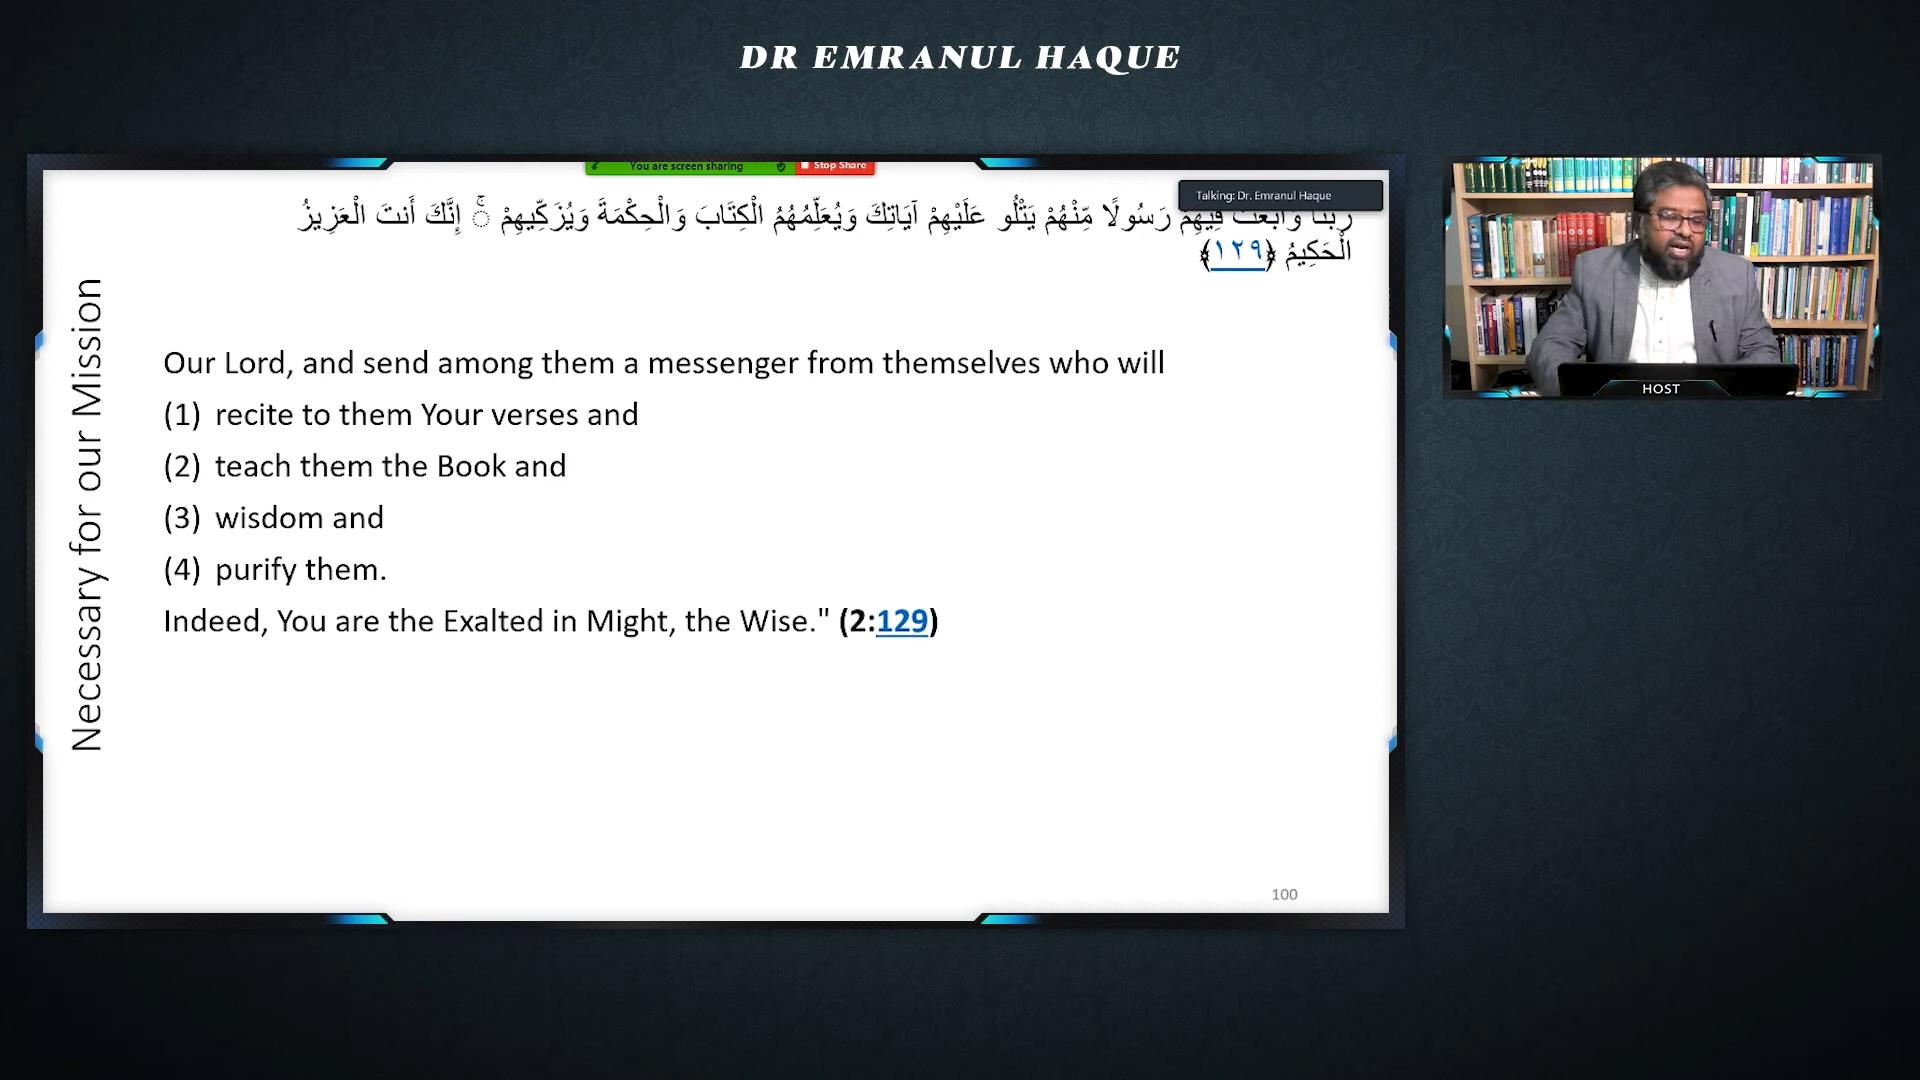 DR EMRANUL HAQUE
You are screen sharing
Stop Share
Talking: Dr. Emranul Haque
رَبَّنَا وَابْعَثْ فِيهِمْ رَسُولًا مِّنْهُمْ يَتْلُو عَلَيْهِمْ آيَاتِكَ وَيُعَلِّمُهُمُ الْكِتَابَ وَالْحِكْمَةَ وَيُزَكِّيهِمْ ۚ إِنَّكَ أَنتَ الْعَزِيزُ
الْحَكِيمُ ﴿١٢٩﴾
Necessary for our Mission
Our Lord, and send among them a messenger from themselves who will
(1) recite to them Your verses and
(2) teach them the Book and
(3) wisdom and
(4) purify them.
Indeed, You are the Exalted in Might, the Wise." (2:129)
100
HOST